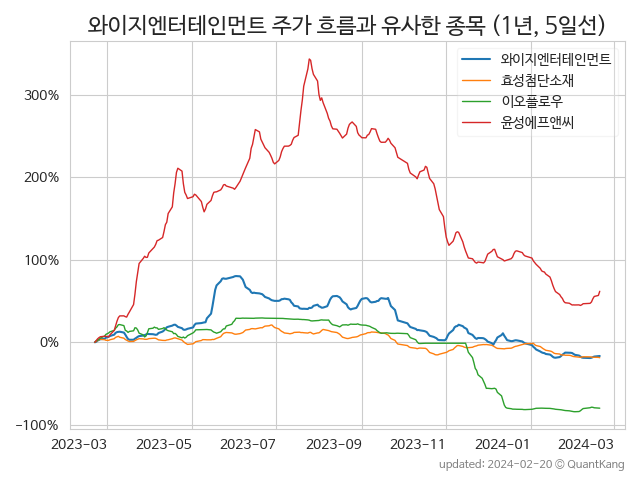 와이지엔터테인먼트 주가 흐름과 유사한 종목 (1년, 5일선)
와이지엔터테인먼트
효성첨단소재
이오플로우
윤성에프앤씨
300%
200%
100%
0%
−100%
2023-03
2023-05
2023-07
2023-09
2023-11
2024-01
2024-03
updated: 2024-02-20 © QuantKang